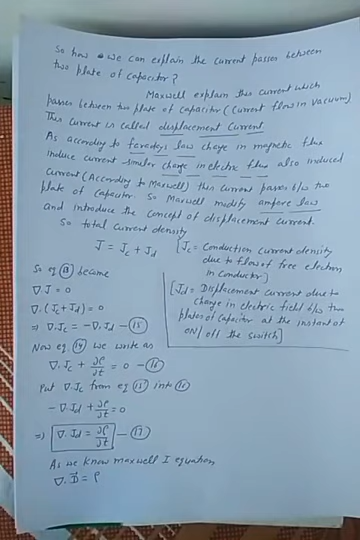 So how we can explain the current passes between
two plate of capacitor?
Maxwell explain this current which
passes between two plate of capacitor (Current flow in vacuum)
This current is called displacement current.
As according to faradays law chage in magnetic flux
induce current similar change in electric flux also induced
current (According to Maxwell) this current passes b/w two
plate of Capacitor. So Maxwell modify ampere law
and introduce the concept of displacement current.
So total current density
J = Jc + Jd
[Jc = Conduction current density
due to flow of free electron
in conductor]
[Jd = Displacement current due to
change in electric field b/w two
plates of capacitor at the instant of
ON/off the switch]
So eq (13) became
∇.J = 0
∇.(Jc+Jd) = 0
⇒ ∇.Jc = -∇.Jd - (15)
Now eq. (14) we write as
∇.Jc + ∂ρ/∂t = 0 - (16)
Put ∇.Jc from eq (15) into (16)
-∇.Jd + ∂ρ/∂t = 0
⇒ ∇.Jd = ∂ρ/∂t - (17)
As we know maxwell I equation
∇.D = ρ